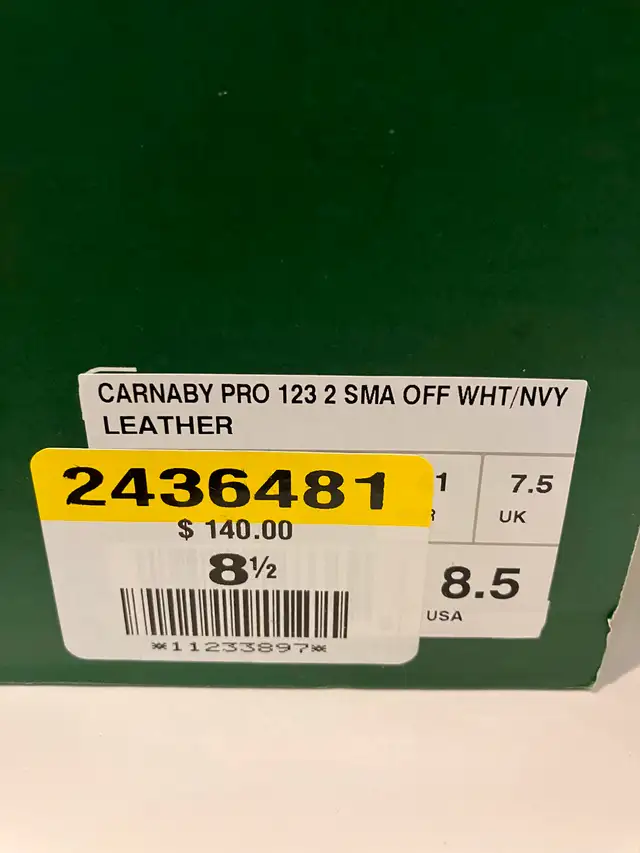 CARNABY PRO 123 2 SMA OFF WHT/NVY
LEATHER
2436481
$ 140.00
8½
*11233897*
1
7.5
UK
8.5
USA